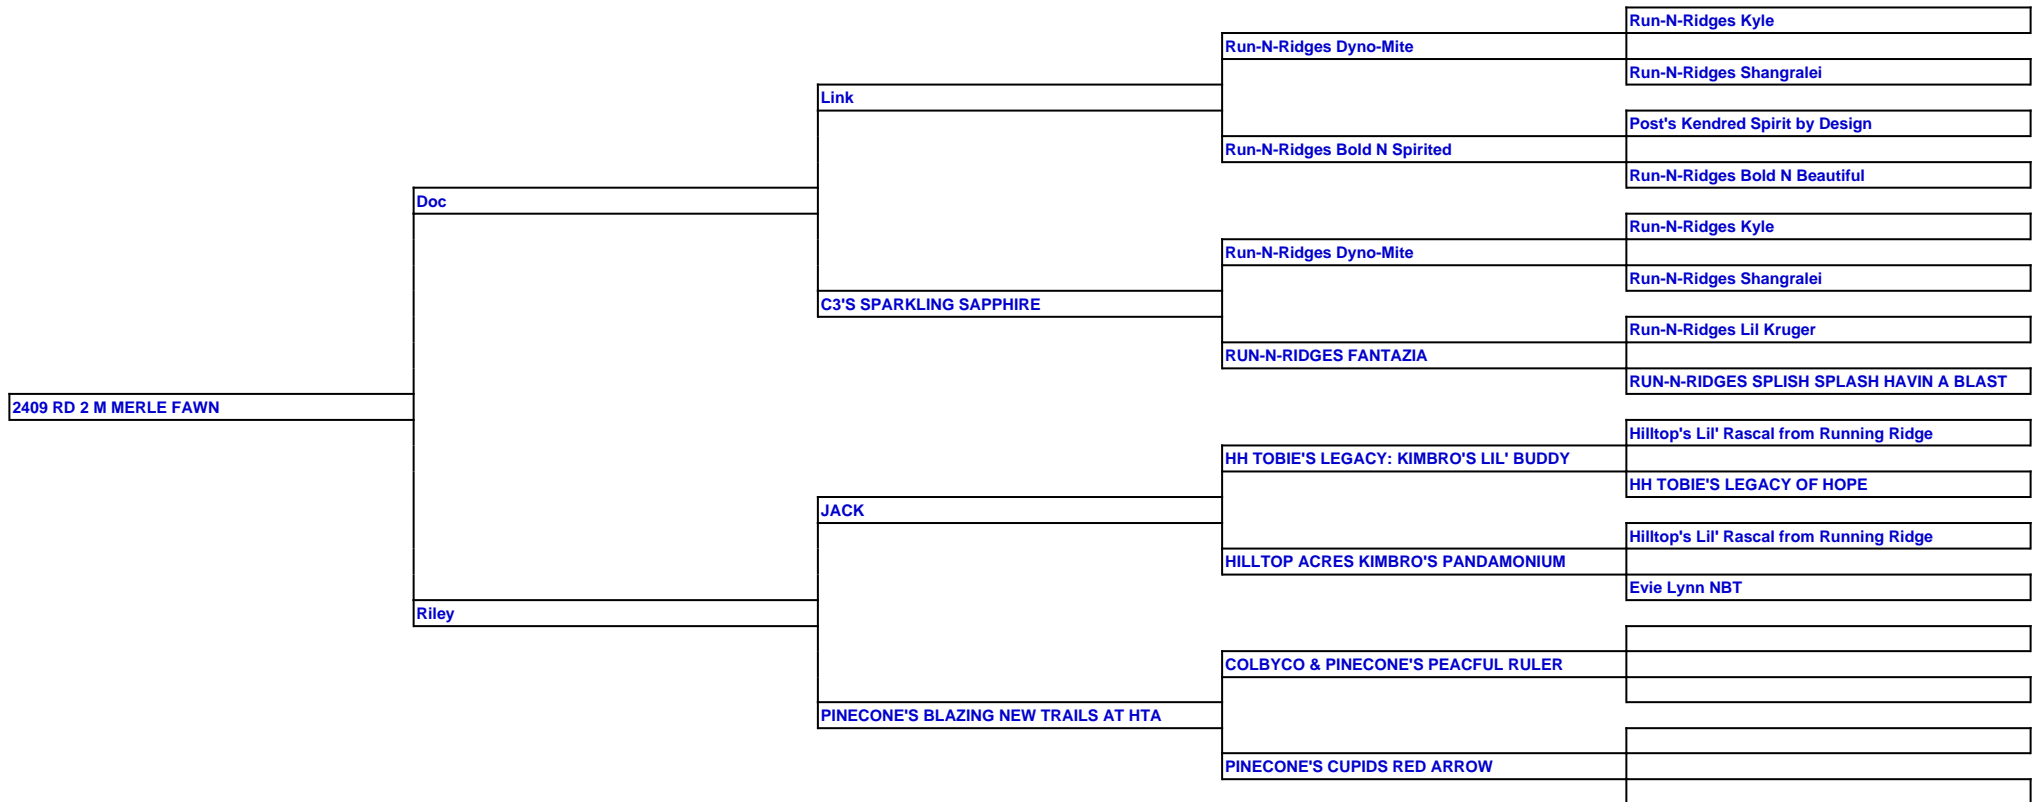 Run-N-Ridges Kyle
Run-N-Ridges Dyno-Mite
Run-N-Ridges Shangralei
Link
Post's Kendred Spirit by Design
Run-N-Ridges Bold N Spirited
Run-N-Ridges Bold N Beautiful
Doc
Run-N-Ridges Kyle
Run-N-Ridges Dyno-Mite
Run-N-Ridges Shangralei
C3'S SPARKLING SAPPHIRE
Run-N-Ridges Lil Kruger
RUN-N-RIDGES FANTAZIA
RUN-N-RIDGES SPLISH SPLASH HAVIN A BLAST
2409 RD 2 M MERLE FAWN
Hilltop's Lil' Rascal from Running Ridge
HH TOBIE'S LEGACY: KIMBRO'S LIL' BUDDY
HH TOBIE'S LEGACY OF HOPE
JACK
Hilltop's Lil' Rascal from Running Ridge
HILLTOP ACRES KIMBRO'S PANDAMONIUM
Evie Lynn NBT
Riley
COLBYCO & PINECONE'S PEACFUL RULER
PINECONE'S BLAZING NEW TRAILS AT HTA
PINECONE'S CUPIDS RED ARROW